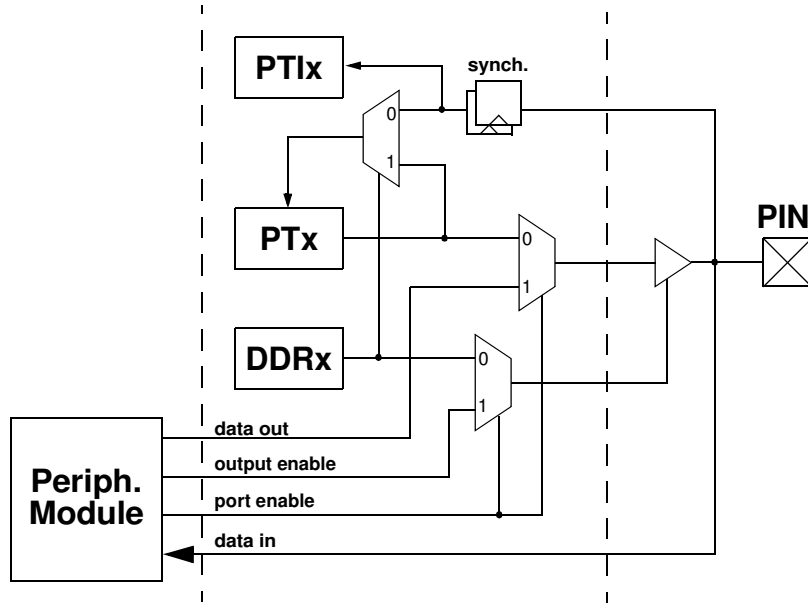 PTIx
synch.
0
1
PTx
PIN
0
1
DDRx
0
1
data out
output enable
Periph.
Module
port enable
data in